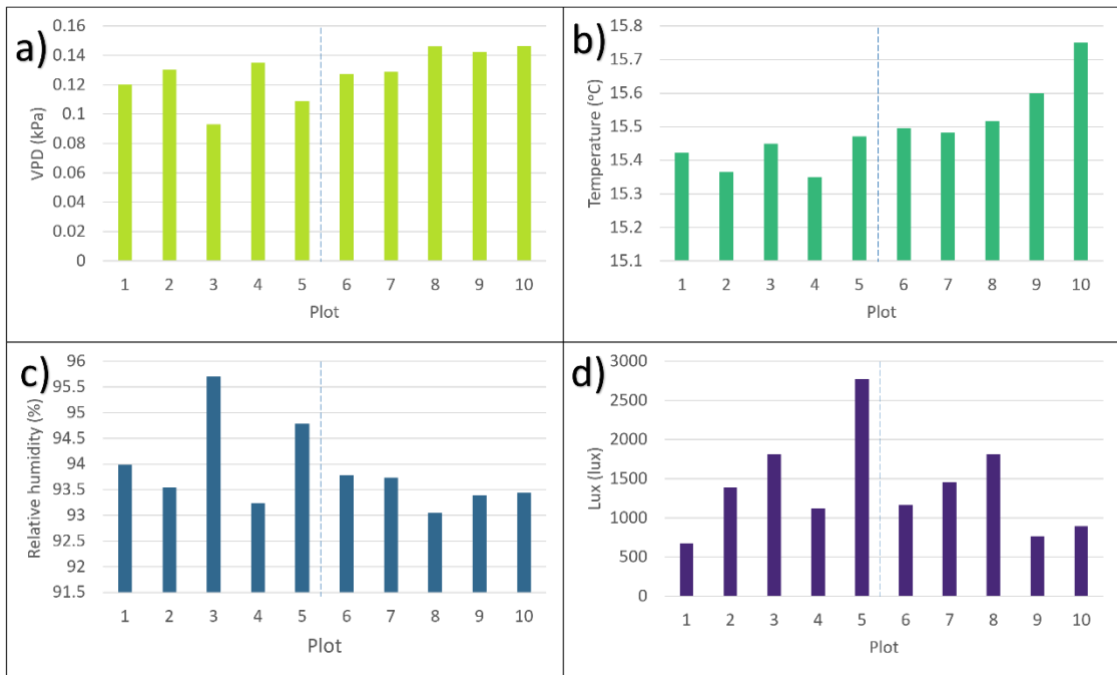 a)
VPD (kPa)
0.16
0.14
0.12
0.1
0.08
0.06
0.04
0.02
0
1 2 3 4 5 6 7 8 9 10
Plot
b)
Temperature (°C)
15.8
15.7
15.6
15.5
15.4
15.3
15.2
15.1
1 2 3 4 5 6 7 8 9 10
Plot
c)
Relative humidity (%)
96
95.5
95
94.5
94
93.5
93
92.5
92
91.5
1 2 3 4 5 6 7 8 9 10
Plot
d)
Lux (lux)
3000
2500
2000
1500
1000
500
0
1 2 3 4 5 6 7 8 9 10
Plot